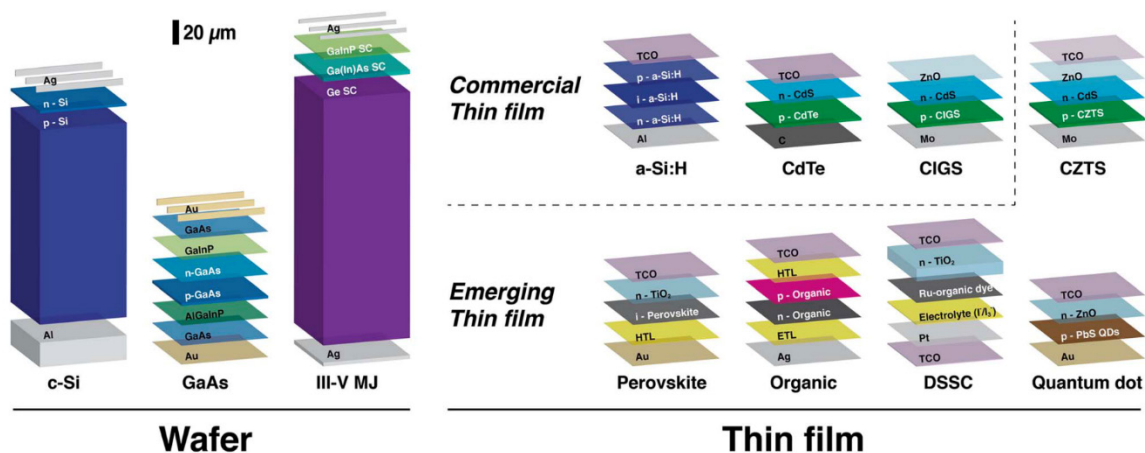 20 µm
Ag
n - Si
p - Si
Al
c-Si
Au
GaAs
GaInP
n-GaAs
p-GaAs
AlGaInP
GaAs
Au
GaAs
Ag
GaInP SC
Ga(In)As SC
Ge SC
Ag
III-V MJ
Wafer
Commercial
Thin film
TCO
p - a-Si:H
i - a-Si:H
n - a-Si:H
Al
a-Si:H
TCO
n - CdS
p - CdTe
C
CdTe
ZnO
n - CdS
p - CIGS
Mo
CIGS
TCO
ZnO
n - CdS
p - CZTS
Mo
CZTS
Emerging
Thin film
TCO
n - TiO₂
i - Perovskite
HTL
Au
Perovskite
TCO
HTL
p - Organic
n - Organic
ETL
Ag
Organic
TCO
n - TiO₂
Ru-organic dye
Electrolyte (I⁻/I₃⁻)
Pt
TCO
DSSC
TCO
n - ZnO
p - PbS QDs
Au
Quantum dot
Thin film